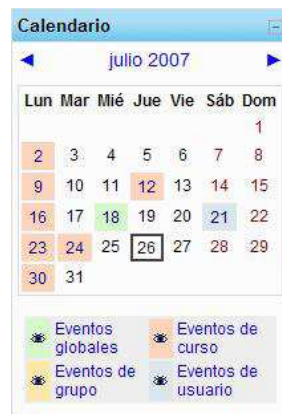 Calendario
◄ julio 2007 ►
Lun Mar Mié Jue Vie Sáb Dom
1
2 3 4 5 6 7 8
9 10 11 12 13 14 15
16 17 18 19 20 21 22
23 24 25 26 27 28 29
30 31
Eventos globales
Eventos de curso
Eventos de grupo
Eventos de usuario